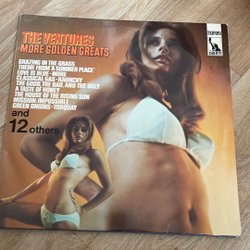 THE VENTURES
MORE GOLDEN GREATS
GRAZING IN THE GRASS
THEME FROM 'A SUMMER PLACE'
LOVE IS BLUE · MORE
CLASSICAL GAS · RAUNCHY
THE GOOD, THE BAD, AND THE UGLY
A TASTE OF HONEY
THE HOUSE OF THE RISING SUN
MISSION: IMPOSSIBLE
GREEN ONIONS · TORQUAY
and
12 others